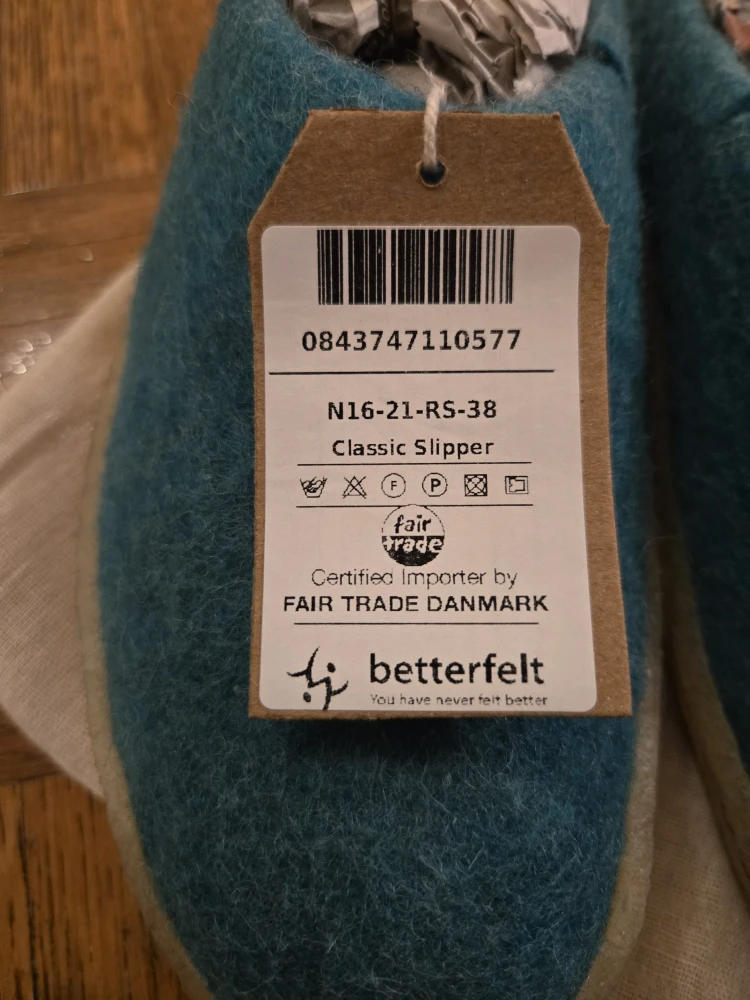 0843747110577
N16-21-RS-38
Classic Slipper
F P
fair
trade
Certified Importer by
FAIR TRADE DANMARK
betterfelt
You have never felt better